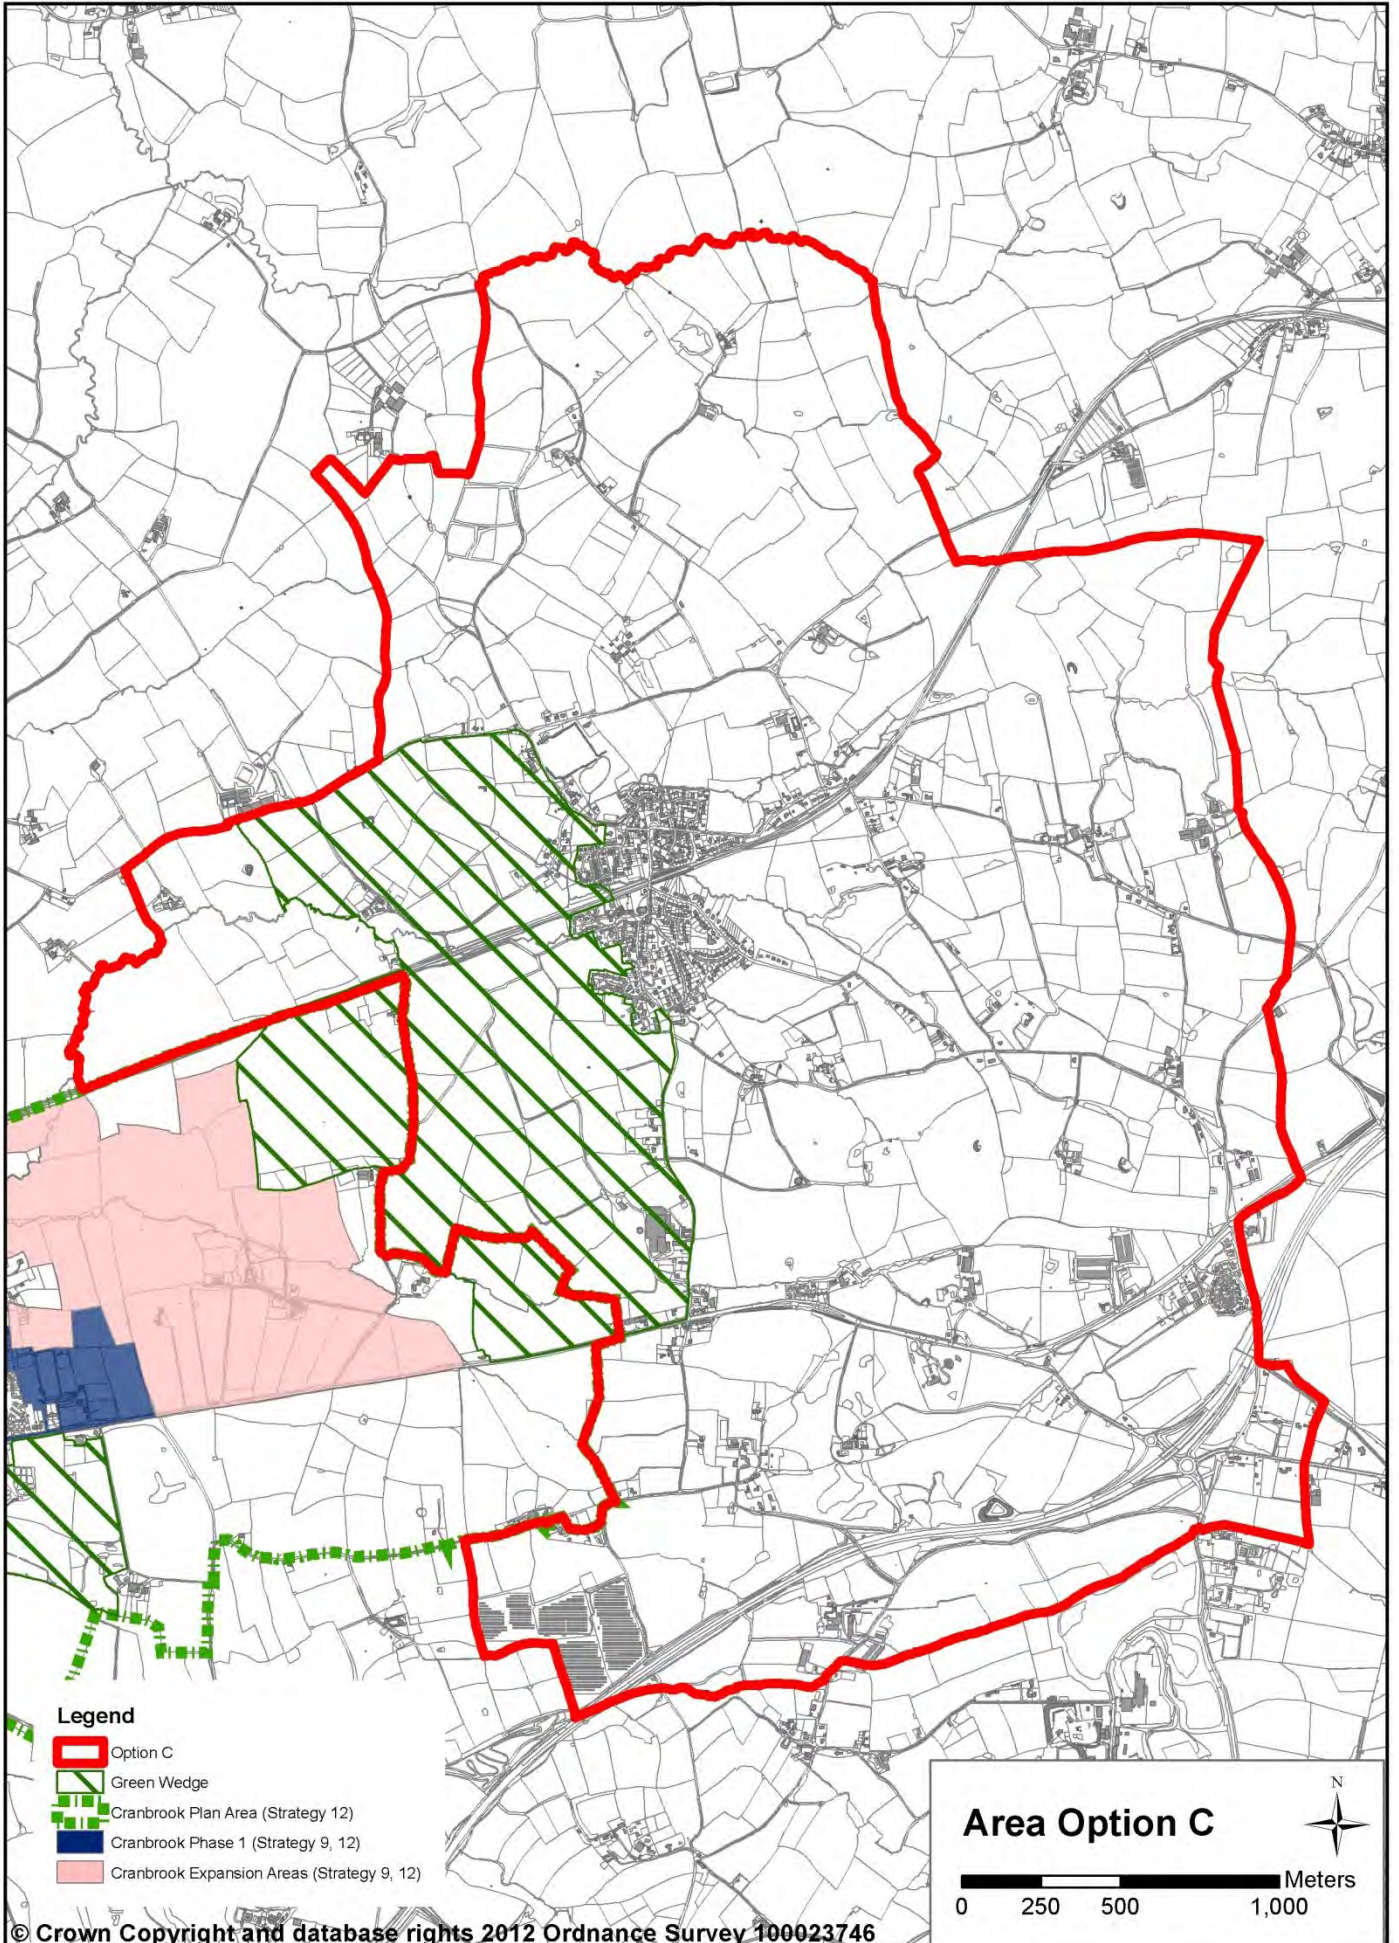 Legend
Option C
Green Wedge
Cranbrook Plan Area (Strategy 12)
Cranbrook Phase 1 (Strategy 9, 12)
Cranbrook Expansion Areas (Strategy 9, 12)
N
Area Option C
Meters
0 250 500 1,000
© Crown Copyright and database rights 2012 Ordnance Survey 100023746